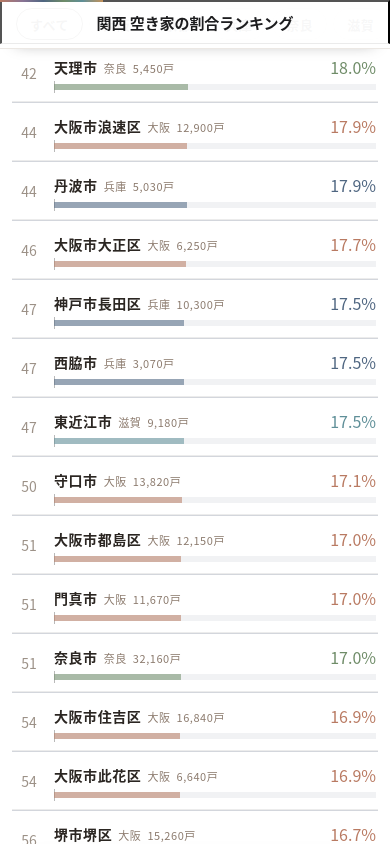 関西 空き家の割合ランキング
すべて
滋賀
42 天理市 奈良 5,450戸 18.0%
44 大阪市浪速区 大阪 12,900戸 17.9%
44 丹波市 兵庫 5,030戸 17.9%
46 大阪市大正区 大阪 6,250戸 17.7%
47 神戸市長田区 兵庫 10,300戸 17.5%
47 西脇市 兵庫 3,070戸 17.5%
47 東近江市 滋賀 9,180戸 17.5%
50 守口市 大阪 13,820戸 17.1%
51 大阪市都島区 大阪 12,150戸 17.0%
51 門真市 大阪 11,670戸 17.0%
51 奈良市 奈良 32,160戸 17.0%
54 大阪市住吉区 大阪 16,840戸 16.9%
54 大阪市此花区 大阪 6,640戸 16.9%
56 堺市堺区 大阪 15,260戸 16.7%